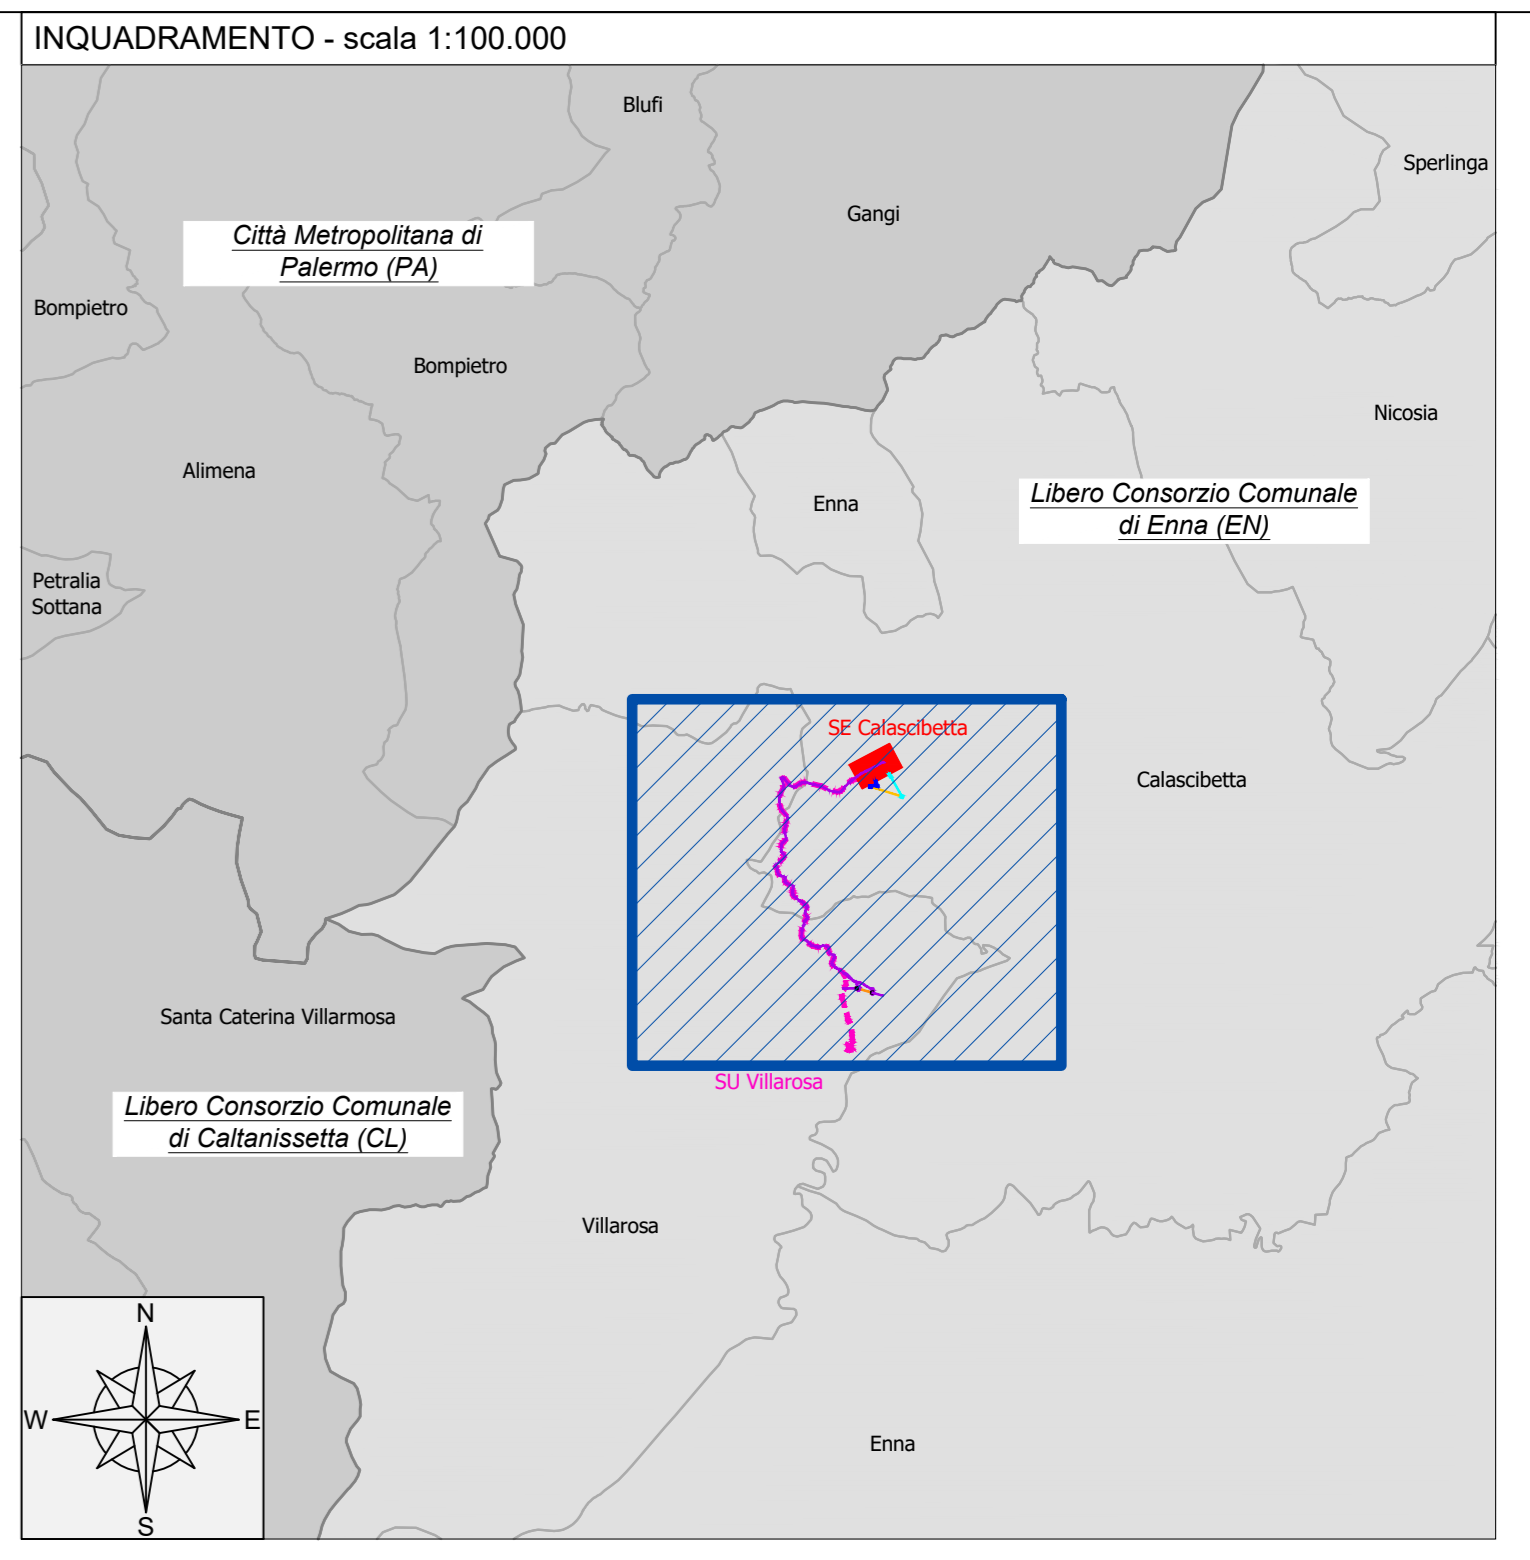 INQUADRAMENTO - scala 1:100.000
Blufi
Sperlinga
Gangi
Città Metropolitana di
Palermo (PA)
Bompietro
Bompietro
Nicosia
Alimena
Enna
Libero Consorzio Comunale
di Enna (EN)
Petralia
Sottana
SE Calascibetta
Calascibetta
Santa Caterina Villarmosa
SU Villarosa
Libero Consorzio Comunale
di Caltanissetta (CL)
Villarosa
N
W
E
S
Enna